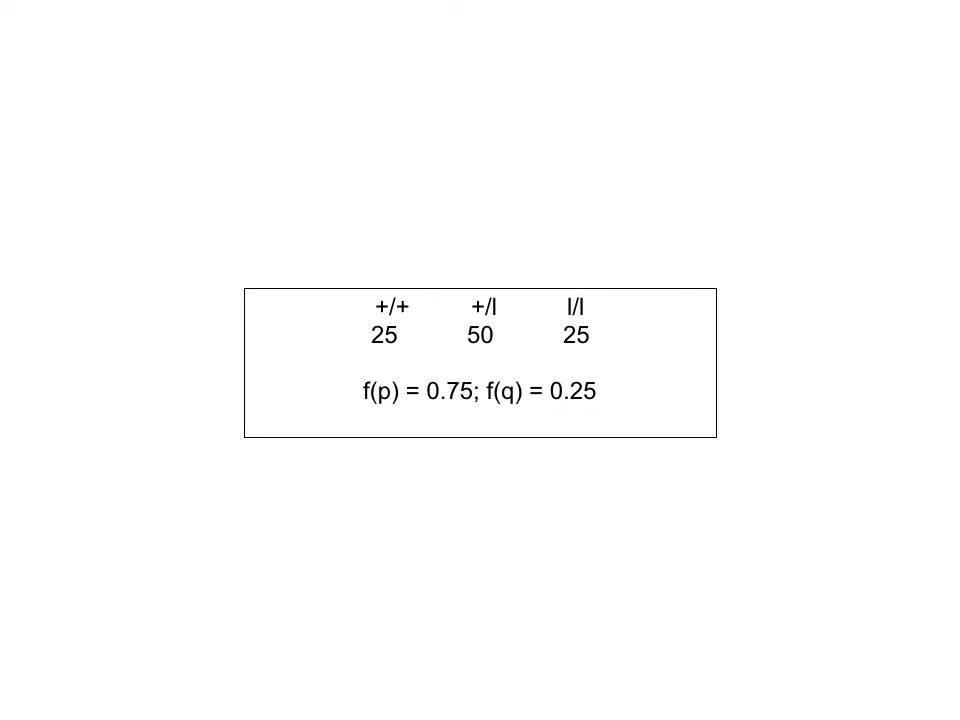 +/+ +/l l/l
25 50 25
f(p) = 0.75; f(q) = 0.25